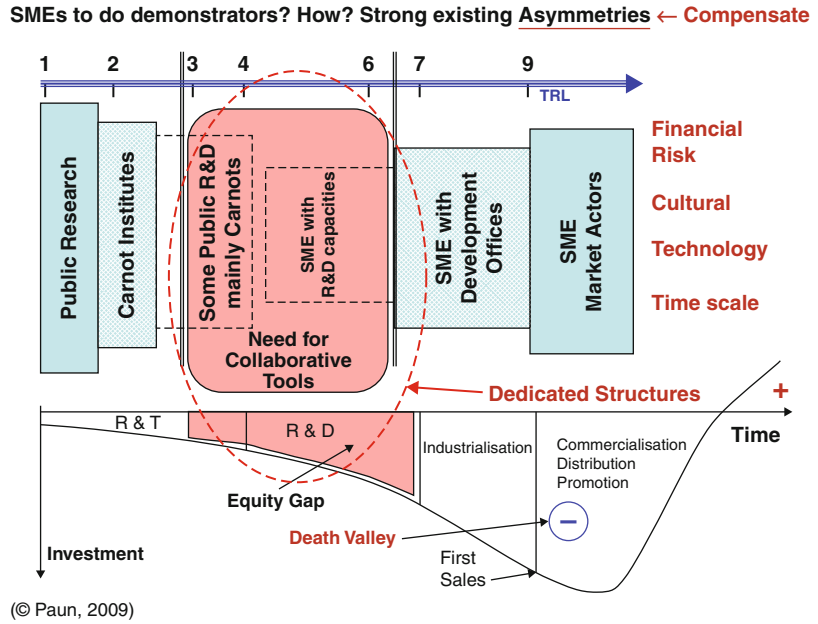 SMEs to do demonstrators? How? Strong existing Asymmetries ← Compensate
1 2 3 4 6 7 9
TRL
Public Research
Carnot Institutes
Some Public R&D
mainly Carnots
SME with
R&D capacities
Need for
Collaborative
Tools
SME with
Development
Offices
SME
Market Actors
Financial
Risk
Cultural
Technology
Time scale
Dedicated Structures
+
R & T
R & D
Time
Industrialisation
Commercialisation
Distribution
Promotion
Equity Gap
−
Death Valley
First
Sales
Investment
(© Paun, 2009)